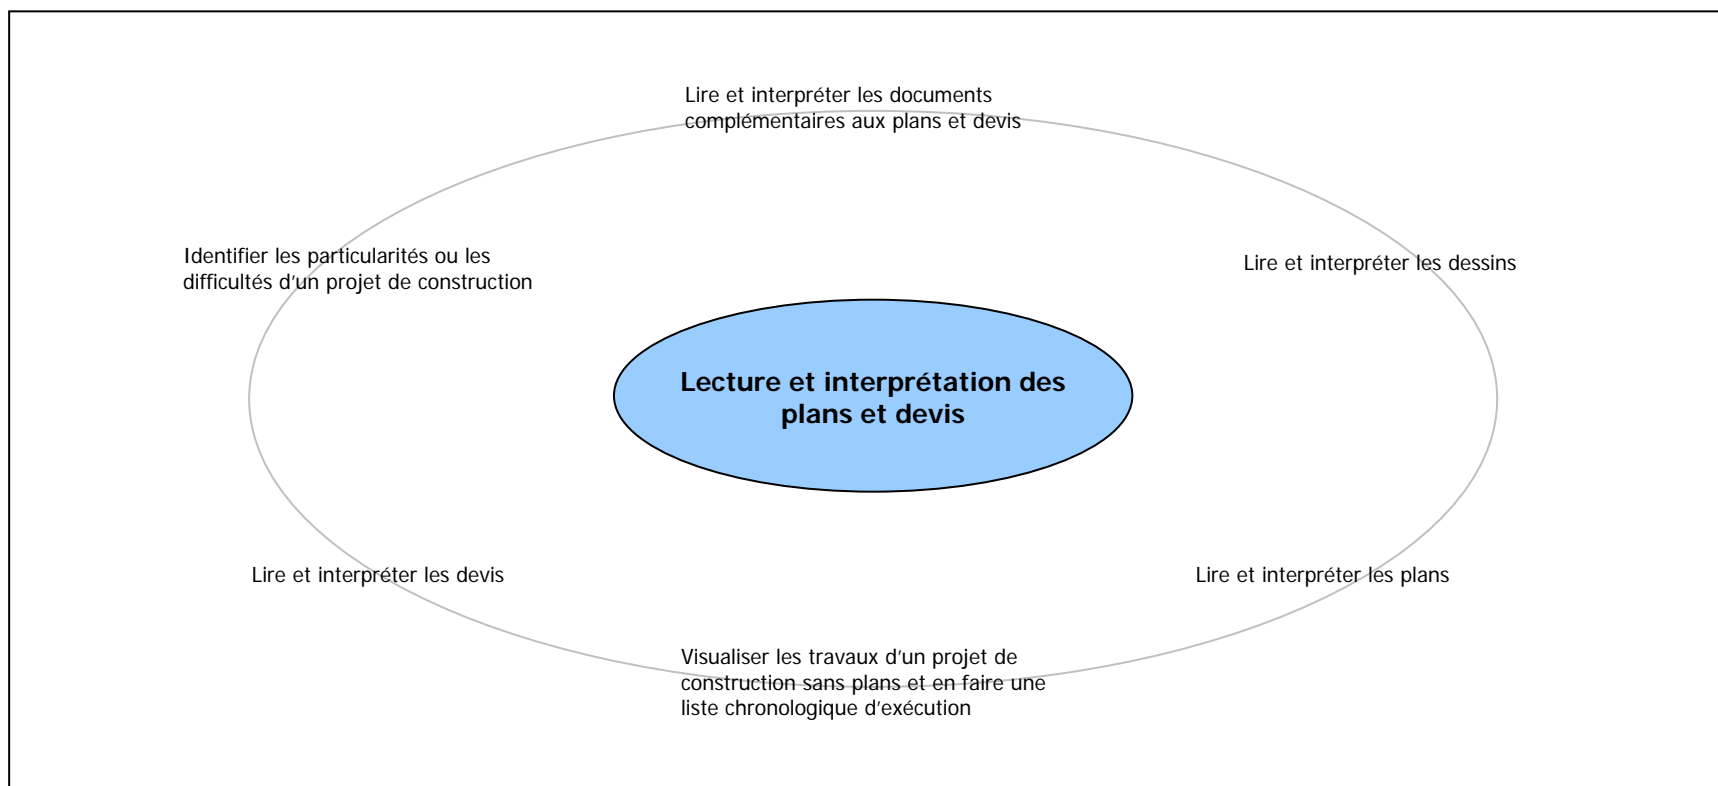 Lire et interpréter les documents
complémentaires aux plans et devis
Identifier les particularités ou les
difficultés d'un projet de construction
Lire et interpréter les dessins
Lecture et interprétation des
plans et devis
Lire et interpréter les devis
Lire et interpréter les plans
Visualiser les travaux d'un projet de
construction sans plans et en faire une
liste chronologique d'exécution